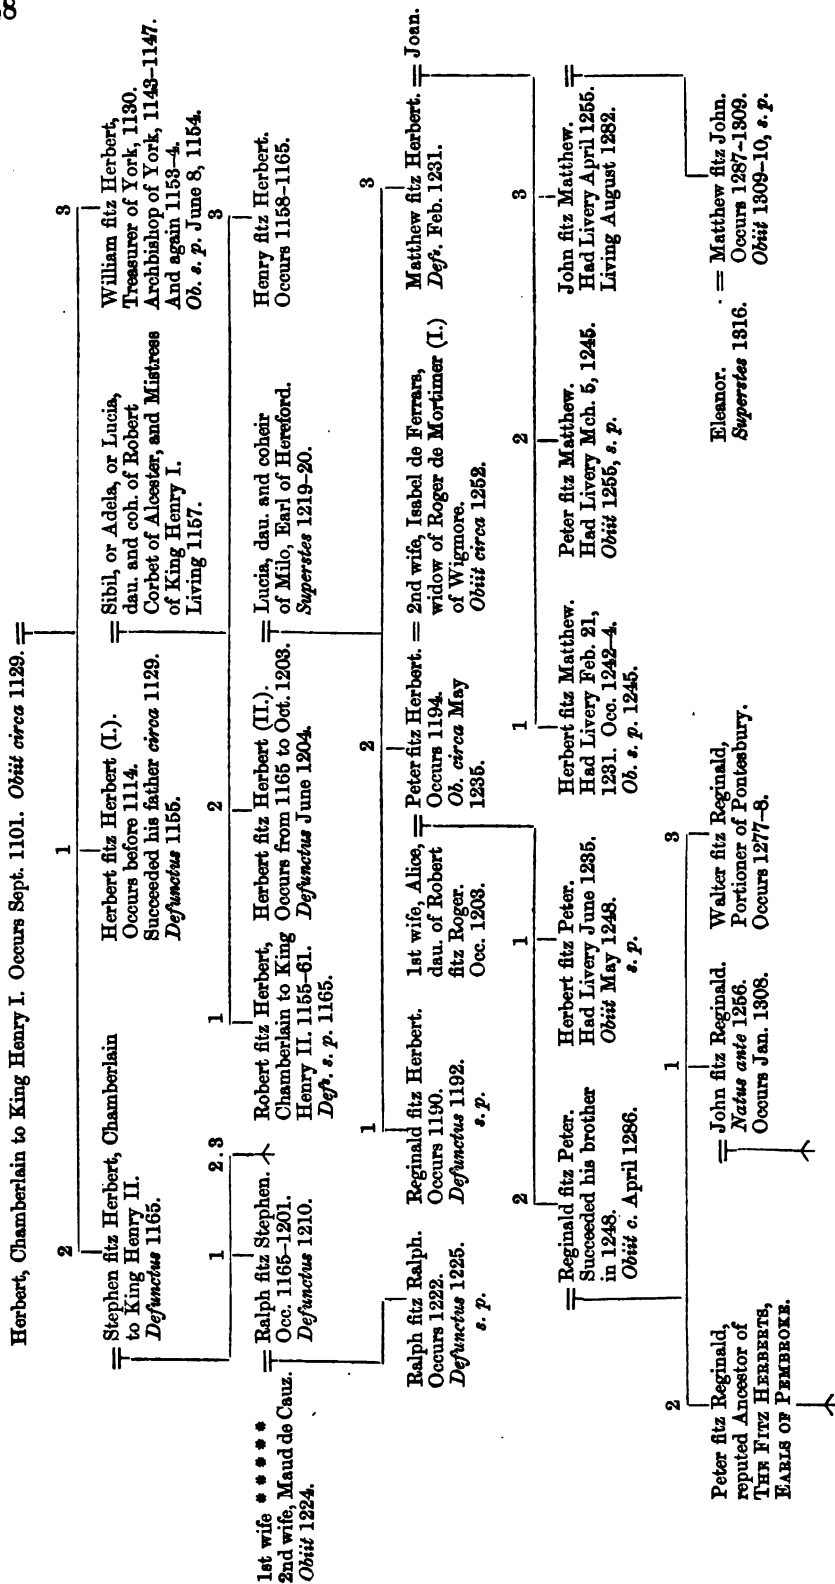 Herbert, Chamberlain to King Henry I. Occurs Sept. 1101. Obiit circa 1129. =
2
1
3
= Stephen fitz Herbert, Chamberlain
to King Henry II.
Defunctus 1165.
Herbert fitz Herbert (I.).
Occurs before 1114.
Succeeded his father circa 1129.
Defunctus 1155.
= Sibil, or Adela, or Lucia,
dau. and coh. of Robert
Corbet of Alcester, and Mistress
of King Henry I.
Living 1157.
William fitz Herbert,
Treasurer of York, 1130.
Archbishop of York, 1143–1147.
And again 1153–4.
Ob. s. p. June 8, 1154.
1
2.3
1
2
3
1st wife * * * * *
2nd wife, Maud de Cauz.
Obiit 1224.
= Ralph fitz Stephen.
Occ. 1165–1201.
Defunctus 1210.
Robert fitz Herbert,
Chamberlain to King
Henry II. 1155–61.
Defs. s. p. 1165.
Herbert fitz Herbert (II.).
Occurs from 1165 to Oct. 1203.
Defunctus June 1204.
= Lucia, dau. and coheir
of Milo, Earl of Hereford.
Superstes 1219–20.
Henry fitz Herbert.
Occurs 1158–1165.
1
2
3
Ralph fitz Ralph.
Occurs 1222.
Defunctus 1225.
s. p.
Reginald fitz Herbert.
Occurs 1190.
Defunctus 1192.
s. p.
1st wife, Alice,
dau. of Robert
fitz Roger.
Occ. 1203.
= Peter fitz Herbert.
Occurs 1194.
Ob. circa May
1235.
= 2nd wife, Isabel de Ferrars,
widow of Roger de Mortimer (I.)
of Wigmore.
Obiit circa 1252.
Matthew fitz Herbert.
Defs. Feb. 1231.
= Joan.
2
1
1
2
3
= Reginald fitz Peter.
Succeeded his brother
in 1248.
Obiit c. April 1286.
Herbert fitz Peter.
Had Livery June 1235.
Obiit May 1248.
s. p.
Herbert fitz Matthew.
Had Livery Feb. 21,
1231. Occ. 1242–4.
Ob. s. p. 1245.
Peter fitz Matthew.
Had Livery Mch. 5, 1245.
Obiit 1255, s. p.
John fitz Matthew.
Had Livery April 1255.
Living August 1282.
=
2
1
3
Peter fitz Reginald,
reputed Ancestor of
THE FITZ HERBERTS,
EARLS OF PEMBROKE.
= John fitz Reginald.
Natus ante 1256.
Occurs Jan. 1308.
Walter fitz Reginald,
Portioner of Pontesbury.
Occurs 1277–8.
Eleanor.
Superstes 1316.
= Matthew fitz John.
Occurs 1287–1309.
Obiit 1309–10, s. p.